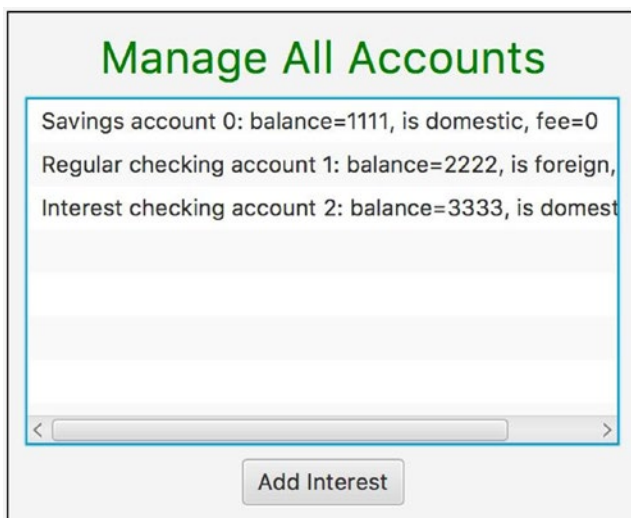 Manage All Accounts
Savings account 0: balance=1111, is domestic, fee=0
Regular checking account 1: balance=2222, is foreign,
Interest checking account 2: balance=3333, is domest
Add Interest